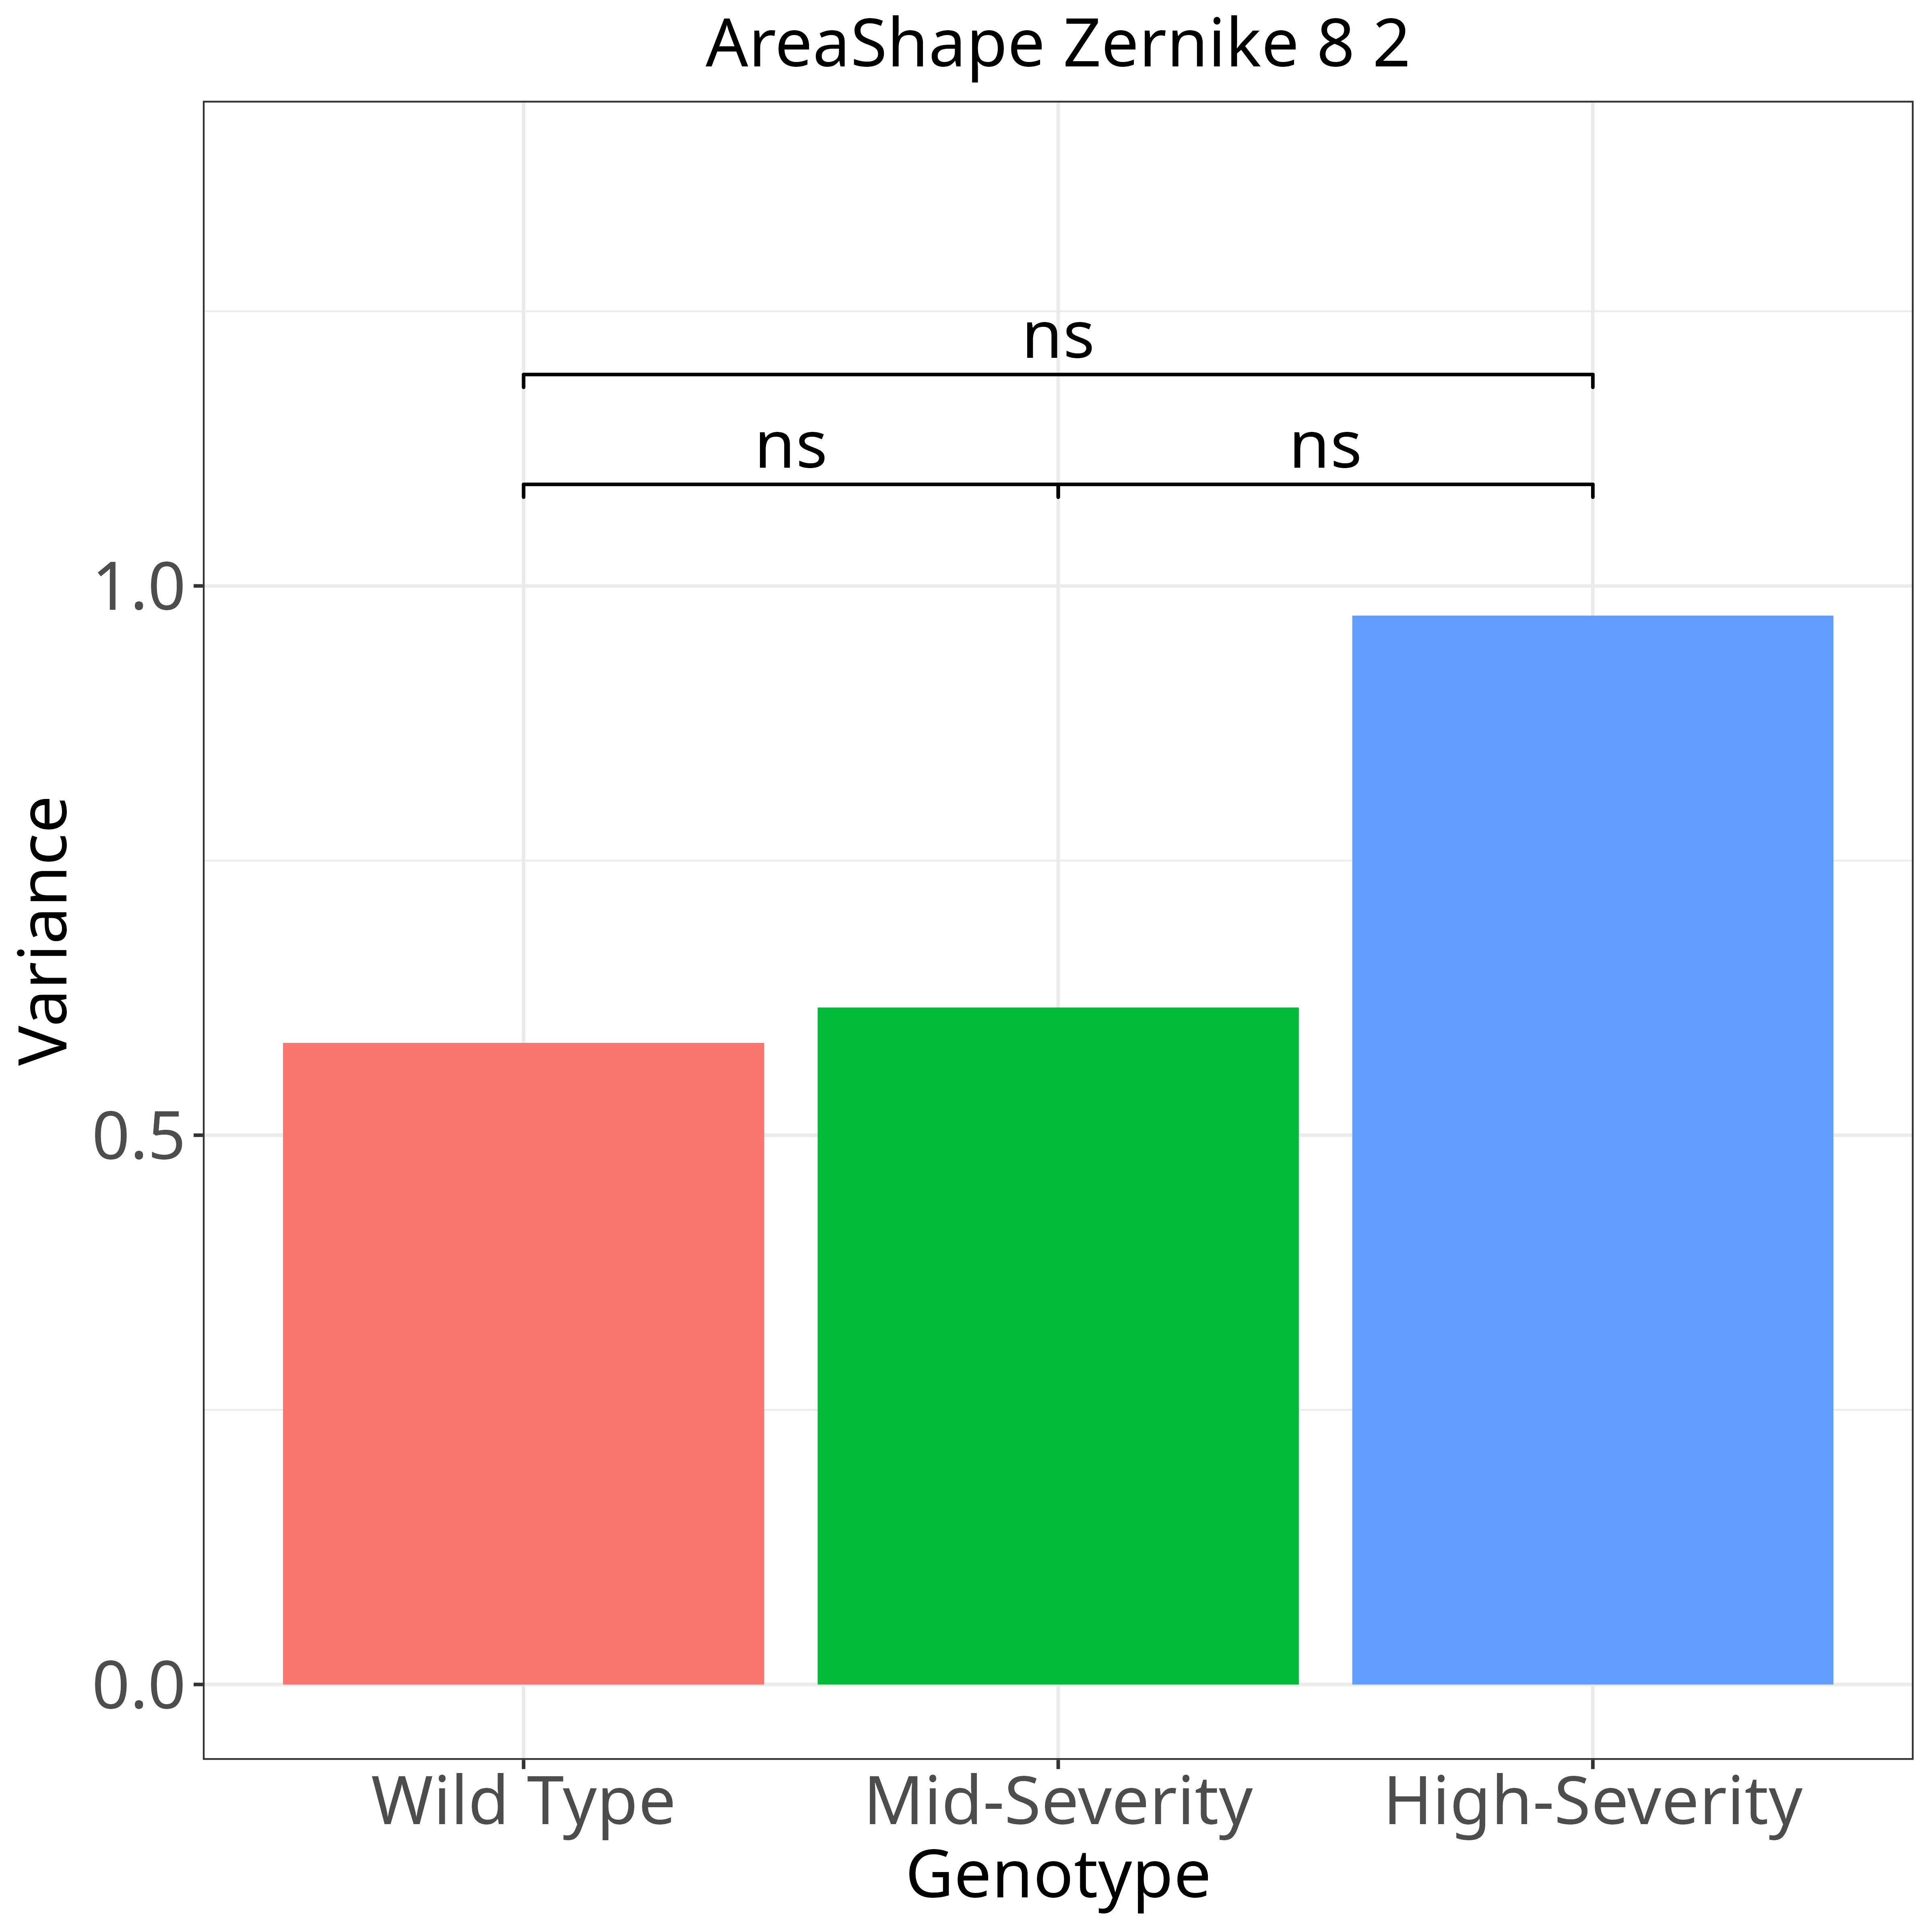 AreaShape Zernike 8 2
ns
ns ns
1.0
0.5
0.0
Variance
Wild Type Mid-Severity High-Severity
Genotype